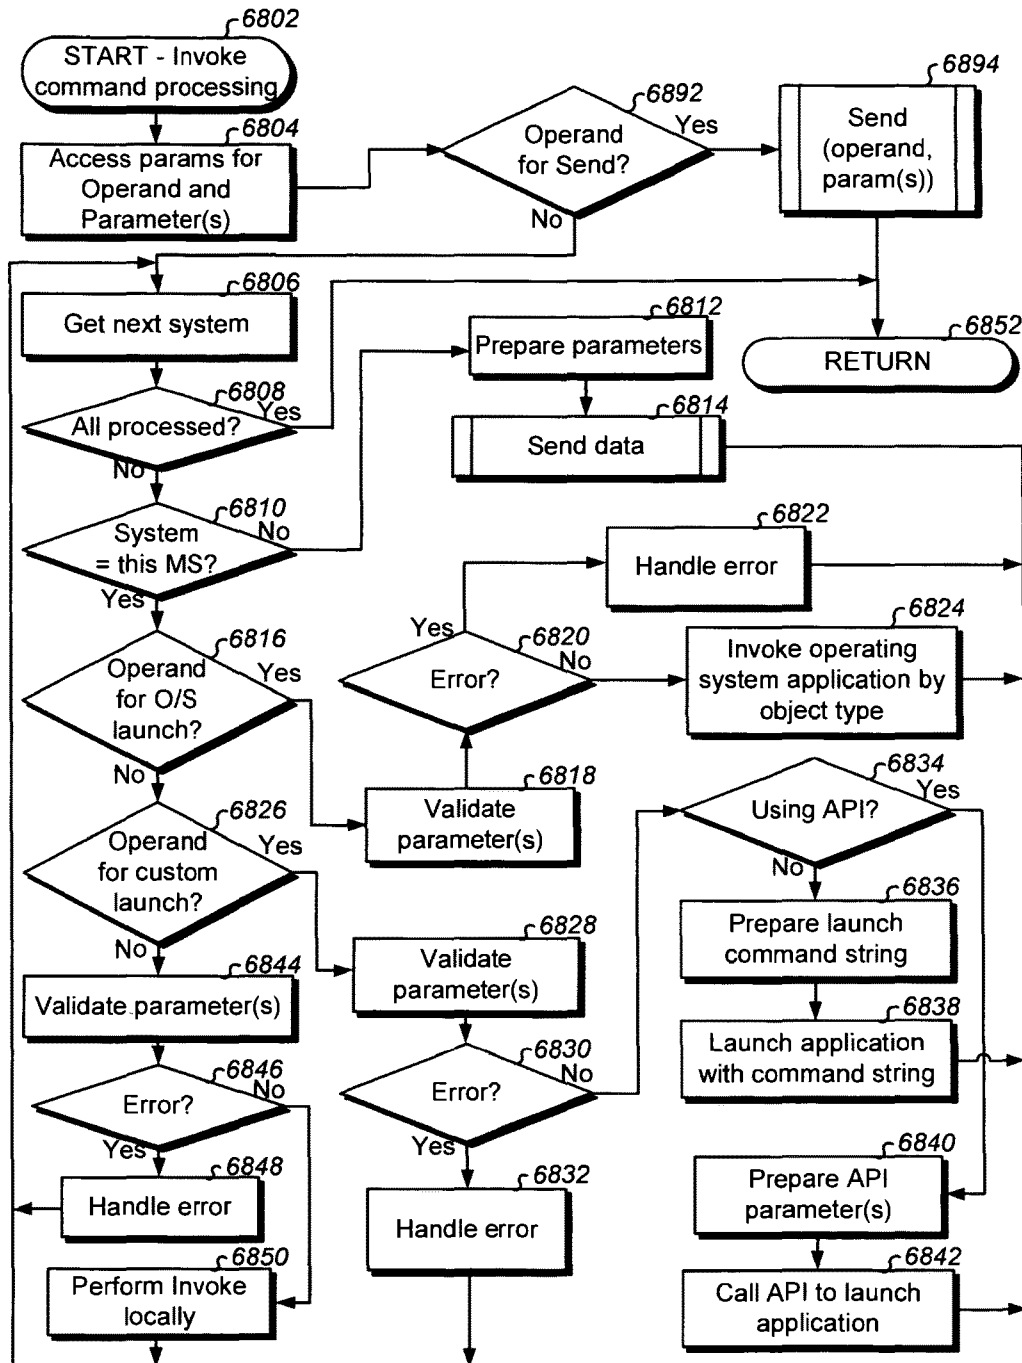 6802
START - Invoke
command processing
6804
Access params for
Operand and
Parameter(s)
6892
Operand
for Send?
Yes
No
6894
Send
(operand,
param(s))
6806
Get next system
6812
Prepare parameters
6852
RETURN
6808
All processed?
Yes
No
6814
Send data
6810
System
= this MS?
No
Yes
6822
Handle error
6816
Operand
for O/S
launch?
Yes
No
6820
Error?
Yes
No
6824
Invoke operating
system application by
object type
6818
Validate
parameter(s)
6834
Using API?
Yes
No
6826
Operand
for custom
launch?
Yes
No
6836
Prepare launch
command string
6828
Validate
parameter(s)
6844
Validate parameter(s)
6838
Launch application
with command string
6830
Error?
No
Yes
6846
Error?
No
Yes
6840
Prepare API
parameter(s)
6848
Handle error
6832
Handle error
6850
Perform Invoke
locally
6842
Call API to launch
application